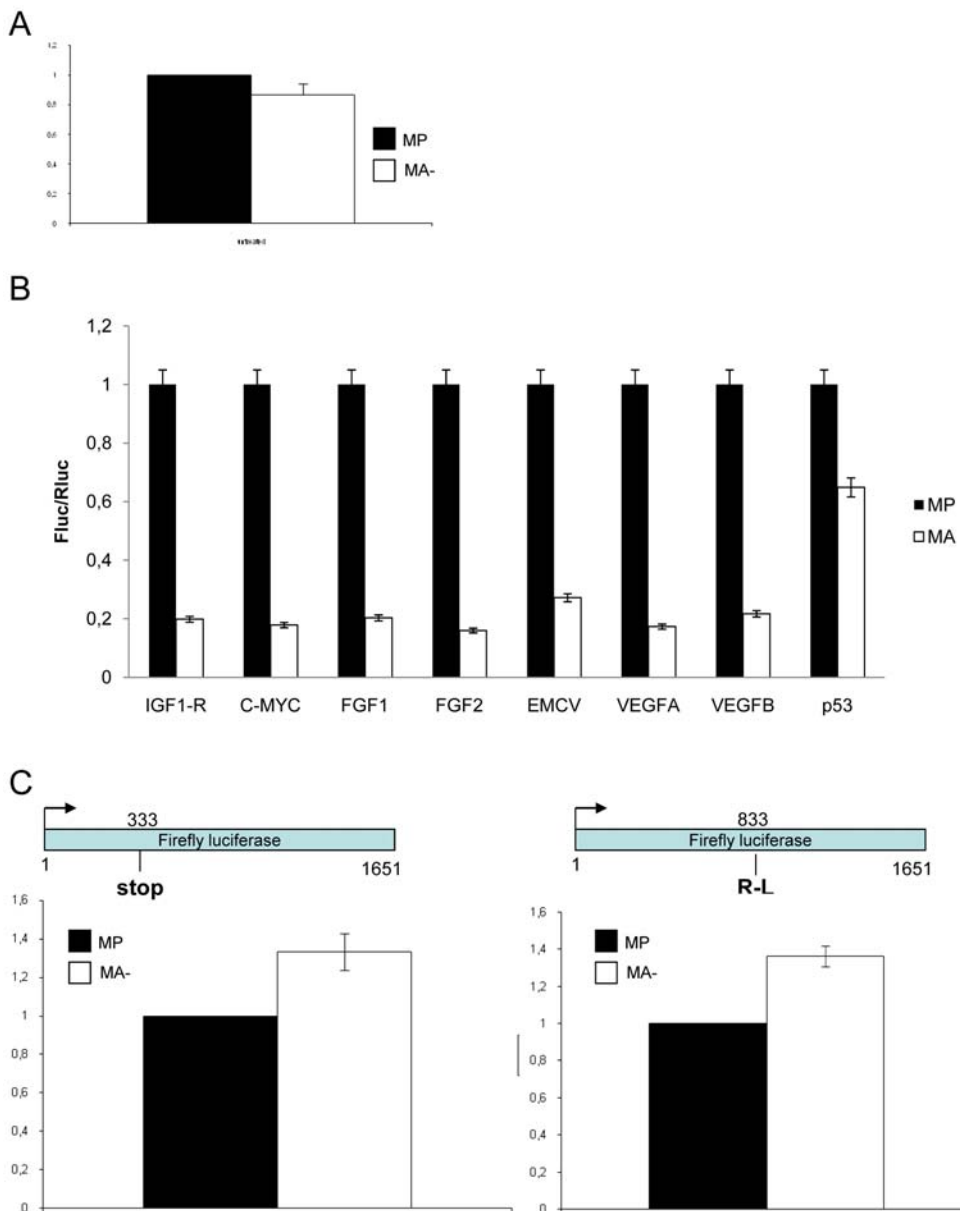 A
1,2
1
0,8
0,6
0,4
0,2
0
MP
MA-
B
Fluc/Rluc
1,2
1
0,8
0,6
0,4
0,2
0
IGF1-R C-MYC FGF1 FGF2 EMCV VEGFA VEGFB p53
MP
MA
C
333
Firefly luciferase
1 1651
stop
1,6
1,4
1,2
1
0,8
0,6
0,4
0,2
0
MP
MA-
833
Firefly luciferase
1 1651
R-L
1,6
1,4
1,2
1
0,8
0,6
0,4
0,2
0
MP
MA-